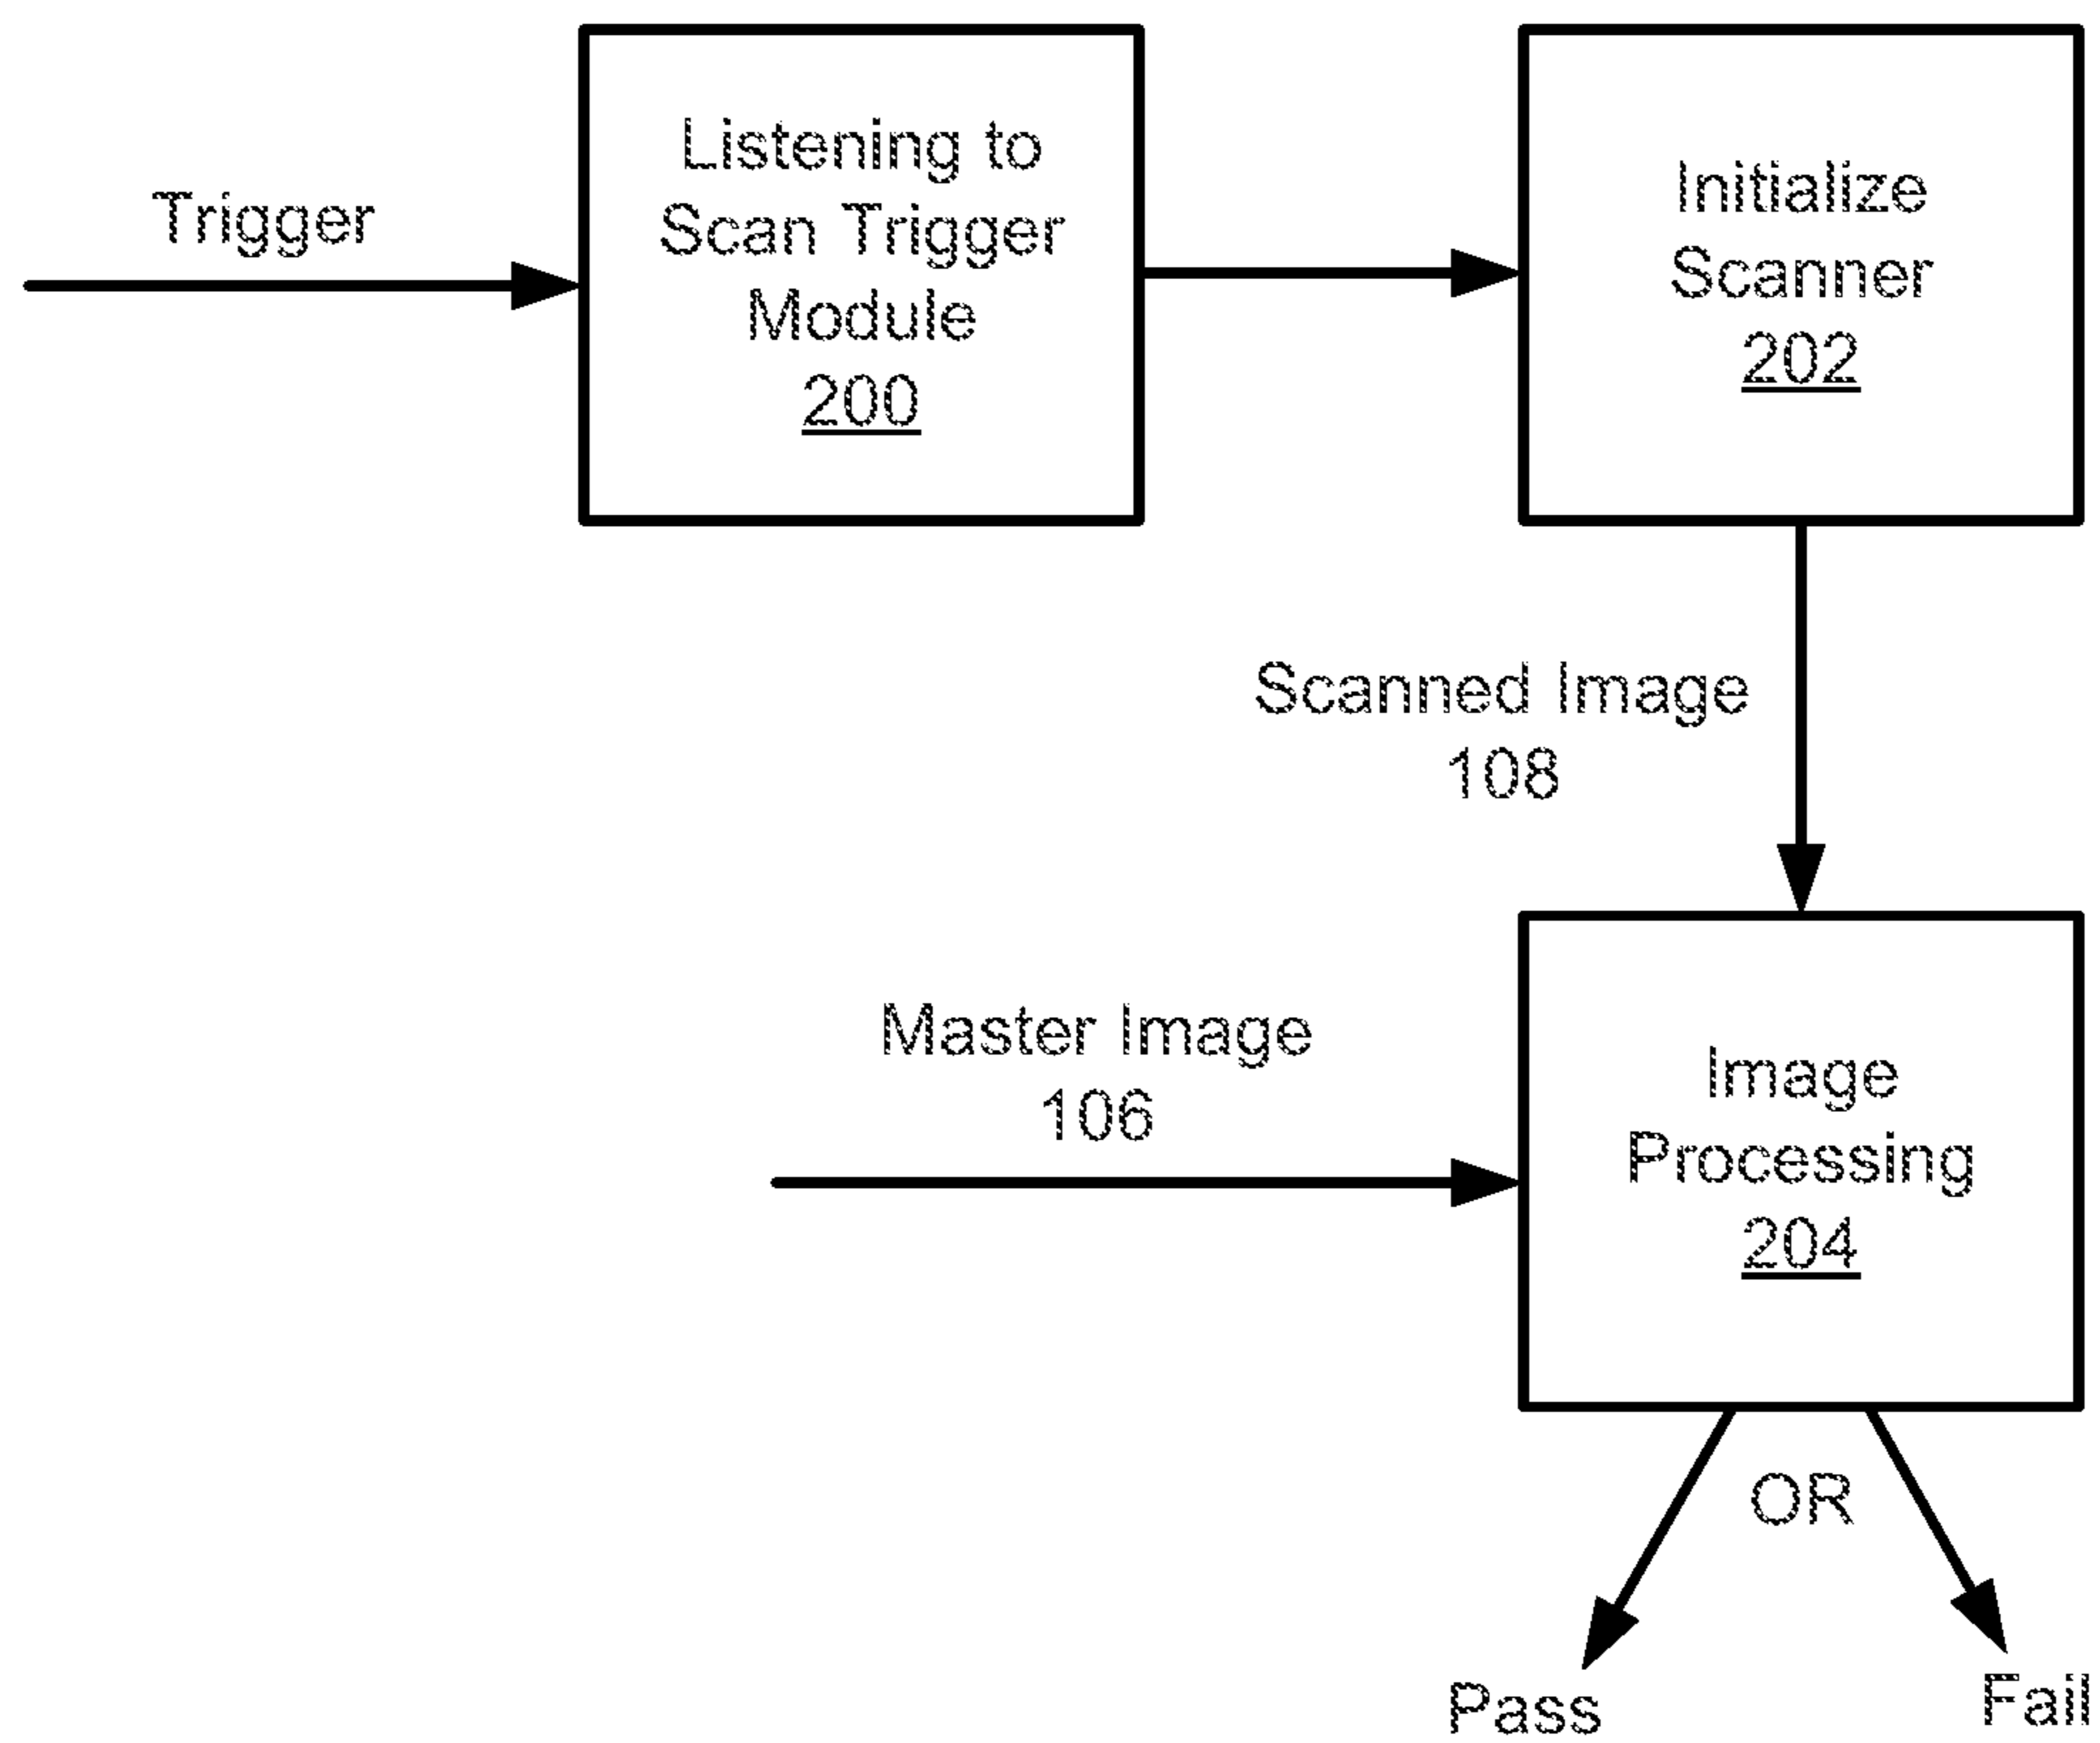 Trigger
Listening to
Scan Trigger
Module
200
Initialize
Scanner
202
Scanned Image
108
Master Image
106
Image
Processing
204
OR
Pass
Fail